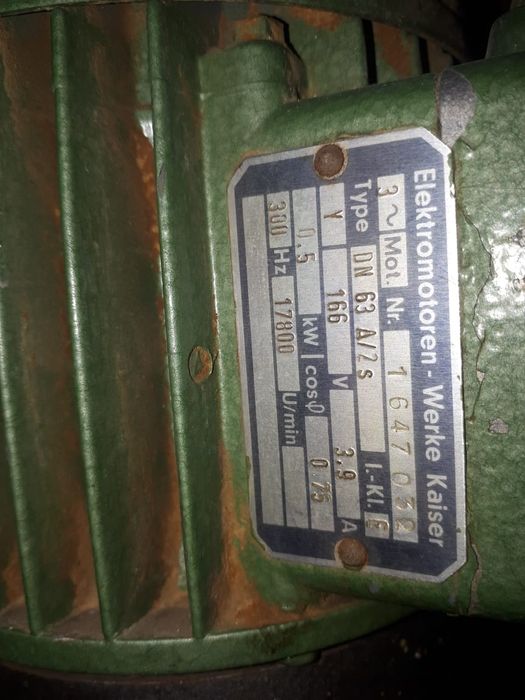 Elektromotoren - Werke Kaiser
3 ~ Mot. Nr. 1647032
Type DN 63 A/2s I.-Kl. E
Y 166 V 3,9 A
0,5 kW / cosφ 0.75
300 Hz 17800 U/min